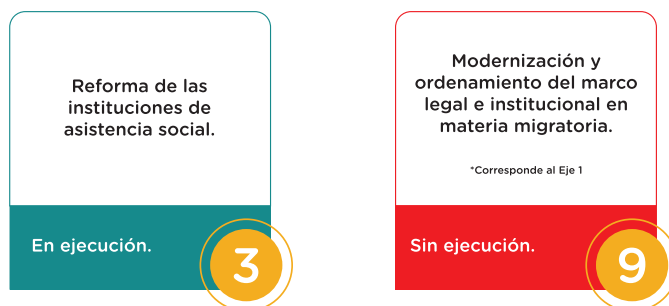 Reforma de las
instituciones de
asistencia social.
En ejecución.
3
Modernización y
ordenamiento del marco
legal e institucional en
materia migratoria.
*Corresponde al Eje 1
Sin ejecución.
9